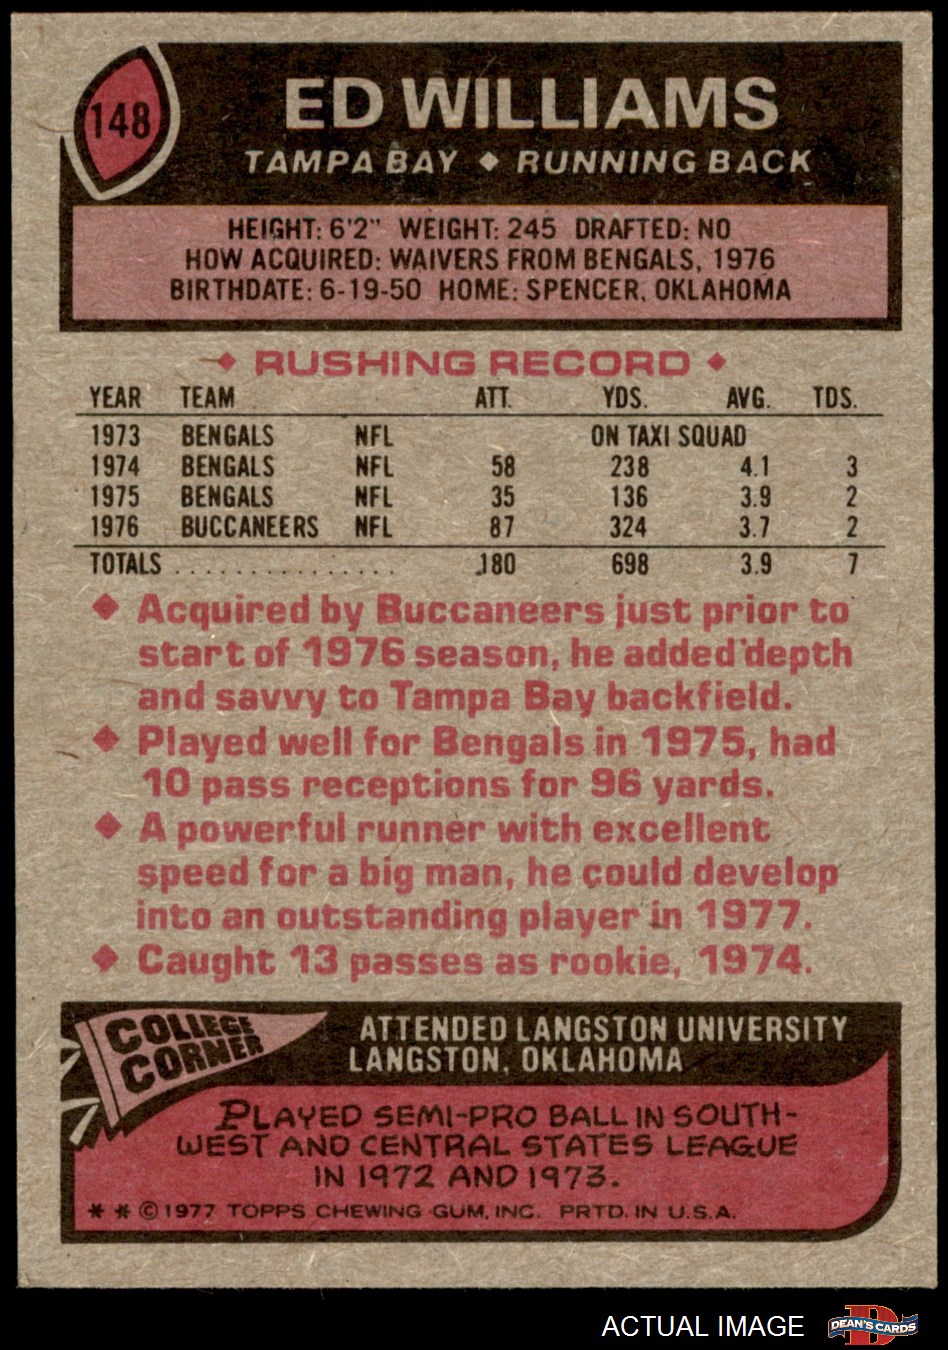 148
ED WILLIAMS
TAMPA BAY ◆ RUNNING BACK
HEIGHT: 6'2" WEIGHT: 245 DRAFTED: NO
HOW ACQUIRED: WAIVERS FROM BENGALS, 1976
BIRTHDATE: 6-19-50 HOME: SPENCER, OKLAHOMA
◆ RUSHING RECORD ◆
YEAR TEAM ATT. YDS. AVG. TDS.
1973 BENGALS NFL ON TAXI SQUAD
1974 BENGALS NFL 58 238 4.1 3
1975 BENGALS NFL 35 136 3.9 2
1976 BUCCANEERS NFL 87 324 3.7 2
TOTALS . . . . . . . . . . . . . . 180 698 3.9 7
◆ Acquired by Buccaneers just prior to
start of 1976 season, he added depth
and savvy to Tampa Bay backfield.
◆ Played well for Bengals in 1975, had
10 pass receptions for 96 yards.
◆ A powerful runner with excellent
speed for a big man, he could develop
into an outstanding player in 1977.
◆ Caught 13 passes as rookie, 1974.
COLLEGE
CORNER
ATTENDED LANGSTON UNIVERSITY
LANGSTON, OKLAHOMA
PLAYED SEMI-PRO BALL IN SOUTH-
WEST AND CENTRAL STATES LEAGUE
IN 1972 AND 1973.
* * © 1977 TOPPS CHEWING GUM, INC. PRTD. IN U.S.A.
ACTUAL IMAGE
D
DEAN'S CARDS